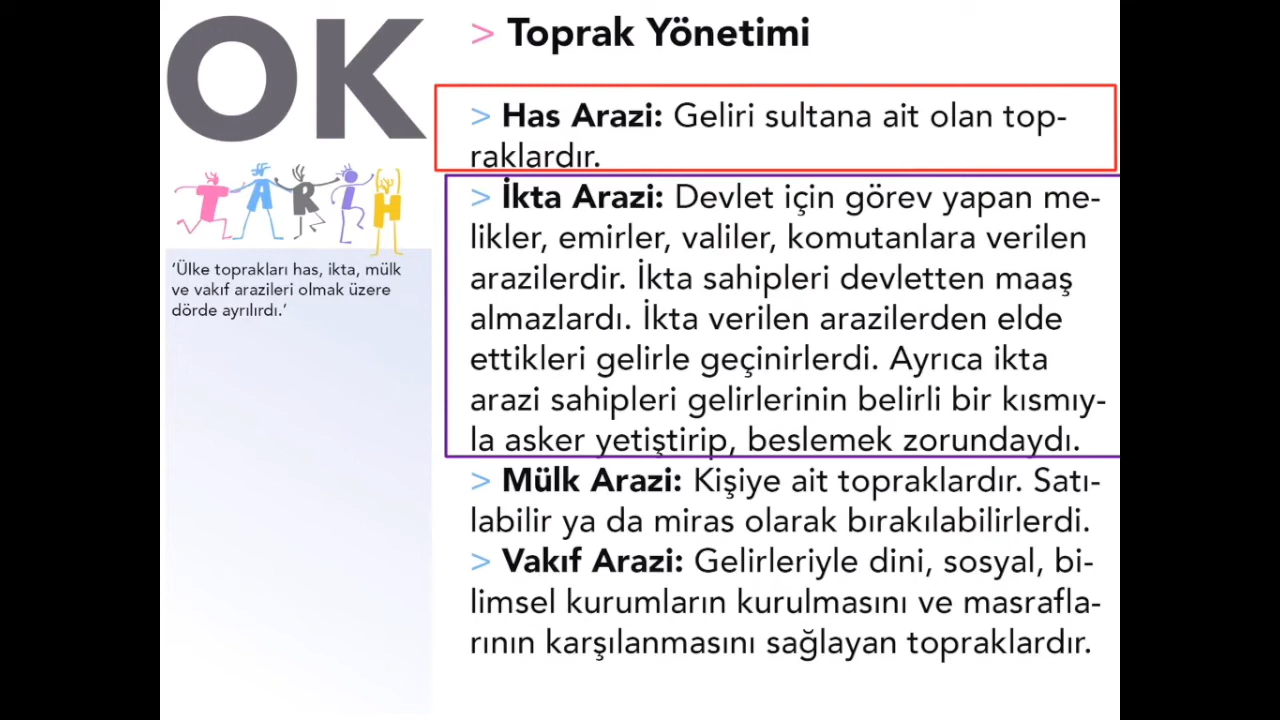 OK
TARİH
‘Ülke toprakları has, ikta, mülk
ve vakıf arazileri olmak üzere
dörde ayrılırdı.’
> Toprak Yönetimi
> Has Arazi: Geliri sultana ait olan top-
raklardır.
> İkta Arazi: Devlet için görev yapan me-
likler, emirler, valiler, komutanlara verilen
arazilerdir. İkta sahipleri devletten maaş
almazlardı. İkta verilen arazilerden elde
ettikleri gelirle geçinirlerdi. Ayrıca ikta
arazi sahipleri gelirlerinin belirli bir kısmıy-
la asker yetiştirip, beslemek zorundaydı.
> Mülk Arazi: Kişiye ait topraklardır. Satı-
labilir ya da miras olarak bırakılabilirlerdi.
> Vakıf Arazi: Gelirleriyle dini, sosyal, bi-
limsel kurumların kurulmasını ve masrafla-
rının karşılanmasını sağlayan topraklardır.